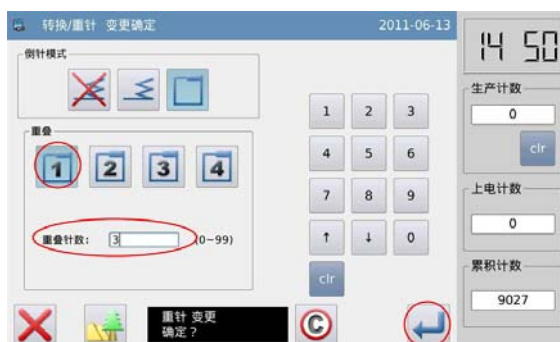 转换/重针 变更确定
2011-06-13
14 50
倒针模式
重叠
1 2 3 4
重叠针数: 3 (0-99)
1 2 3
4 5 6
7 8 9
↑ ↓ 0
clr
重针 变更
确定？
C
生产计数
0
clr
上电计数
0
累积计数
9027